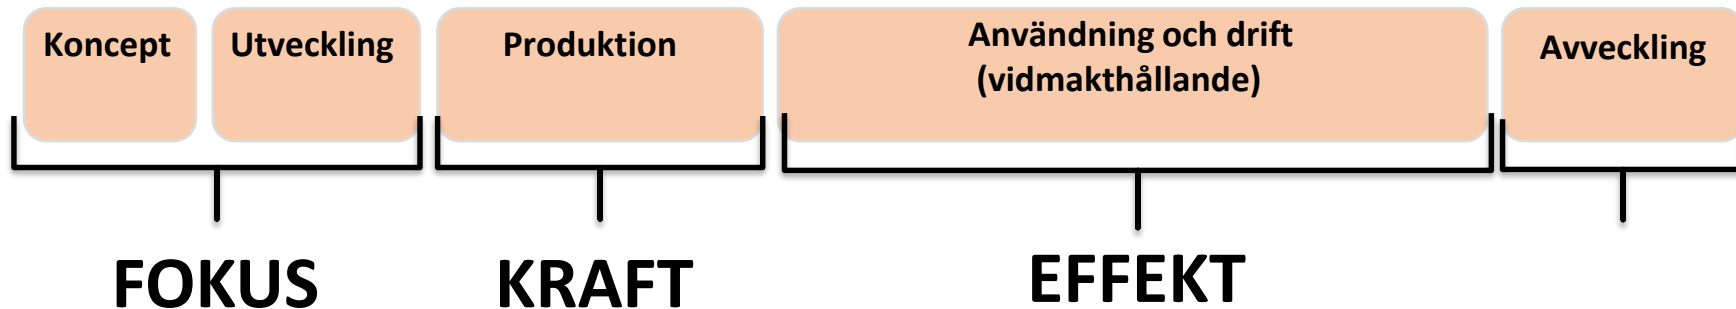 Koncept
Utveckling
Produktion
Användning och drift
(vidmakthållande)
Avveckling
FOKUS
KRAFT
EFFEKT